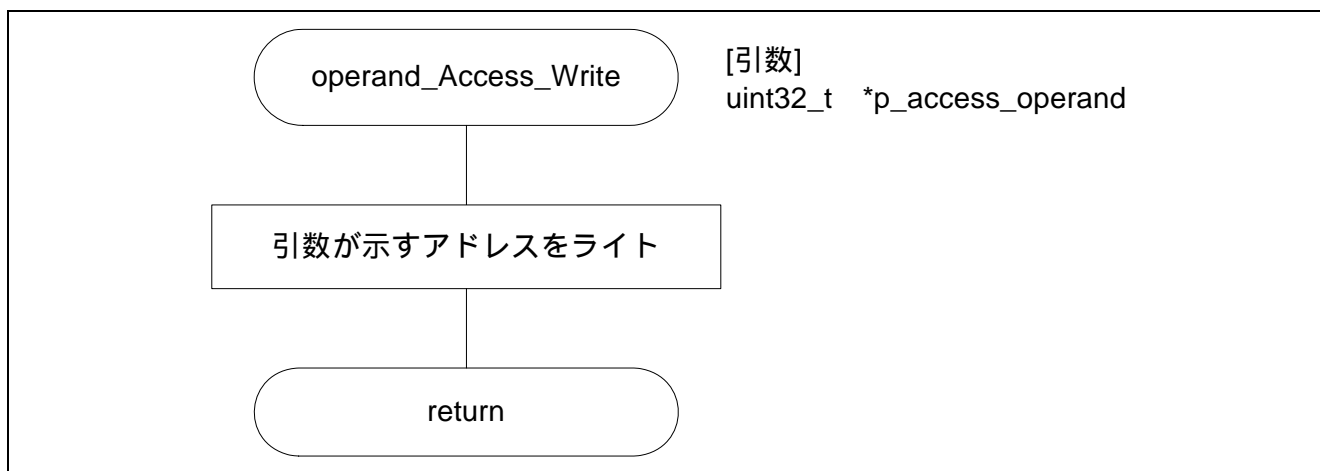 operand_Access_Write
[引数]
uint32_t *p_access_operand
引数が示すアドレスをライト
return